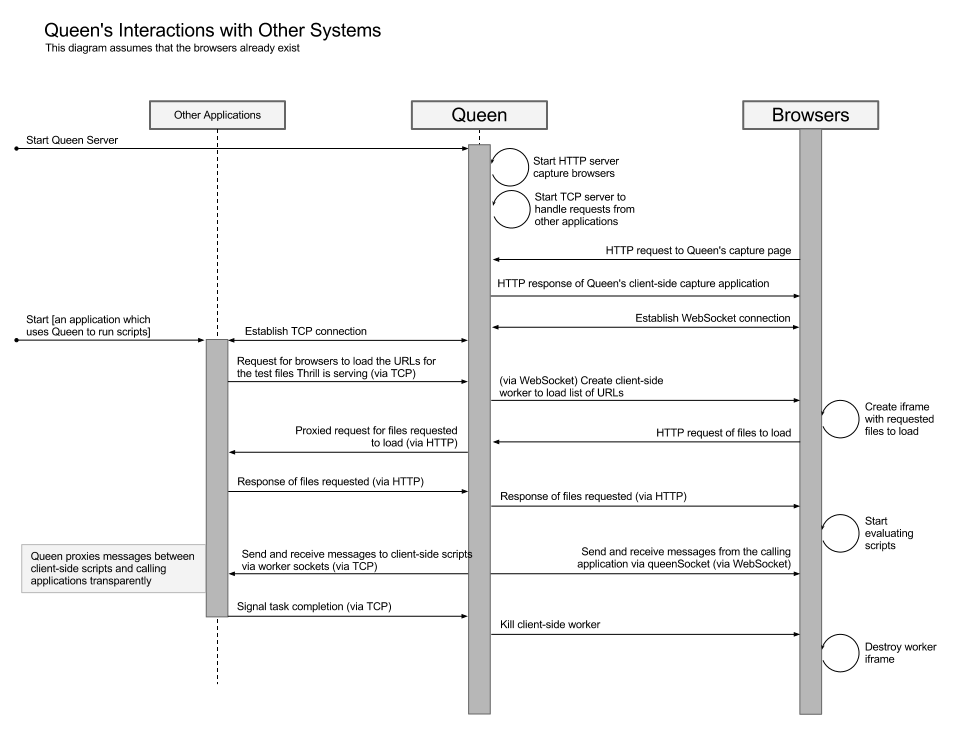 Queen's Interactions with Other Systems
This diagram assumes that the browsers already exist
Other Applications
Queen
Browsers
Start Queen Server
Start HTTP server
capture browsers
Start TCP server to
handle requests from
other applications
HTTP request to Queen's capture page
HTTP response of Queen's client-side capture application
Start [an application which
uses Queen to run scripts]
Establish TCP connection
Establish WebSocket connection
Request for browsers to load the URLs for
the test files Thrill is serving (via TCP)
(via WebSocket) Create client-side
worker to load list of URLs
Create iframe
with requested
files to load
Proxied request for files requested
to load (via HTTP)
HTTP request of files to load
Response of files requested (via HTTP)
Response of files requested (via HTTP)
Start
evaluating
scripts
Queen proxies messages between
client-side scripts and calling
applications transparently
Send and receive messages to client-side scripts
via worker sockets (via TCP)
Send and receive messages from the calling
application via queenSocket (via WebSocket)
Signal task completion (via TCP)
Kill client-side worker
Destroy worker
iframe